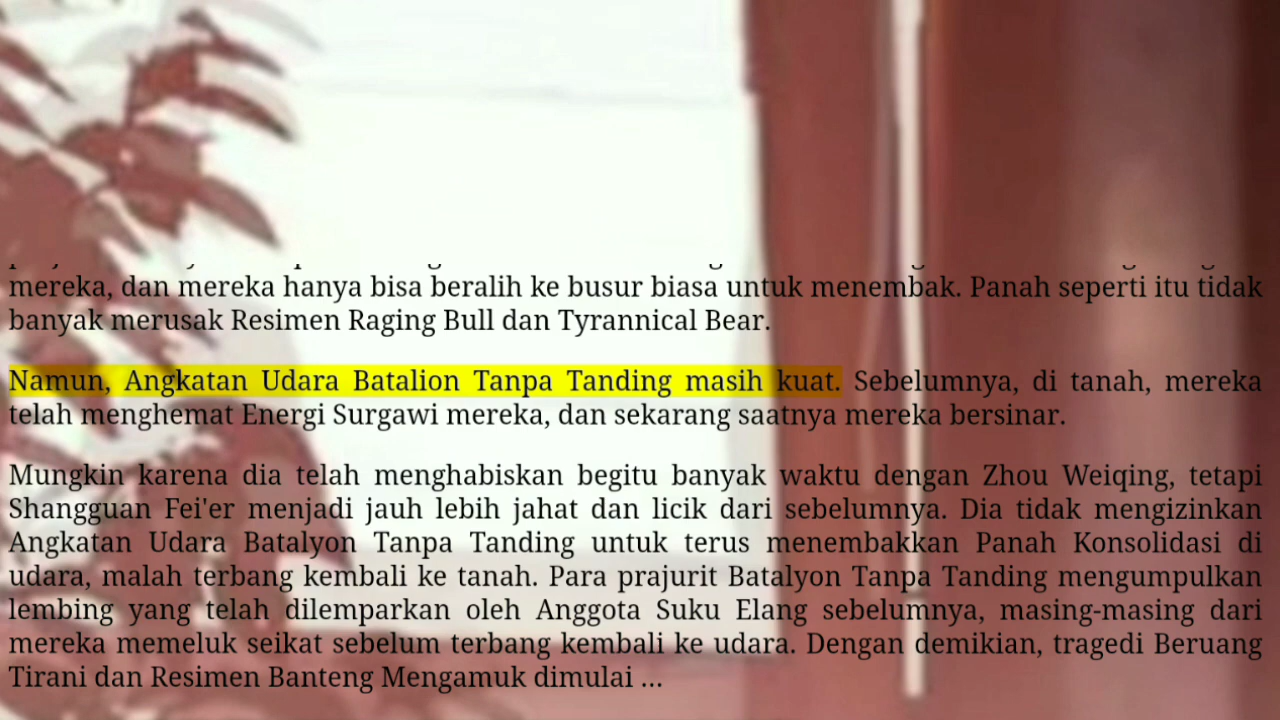 mereka, dan mereka hanya bisa beralih ke busur biasa untuk menembak. Panah seperti itu tidak
banyak merusak Resimen Raging Bull dan Tyrannical Bear.
Namun, Angkatan Udara Batalion Tanpa Tanding masih kuat. Sebelumnya, di tanah, mereka
telah menghemat Energi Surgawi mereka, dan sekarang saatnya mereka bersinar.
Mungkin karena dia telah menghabiskan begitu banyak waktu dengan Zhou Weiqing, tetapi
Shangguan Fei'er menjadi jauh lebih jahat dan licik dari sebelumnya. Dia tidak mengizinkan
Angkatan Udara Batalyon Tanpa Tanding untuk terus menembakkan Panah Konsolidasi di
udara, malah terbang kembali ke tanah. Para prajurit Batalyon Tanpa Tanding mengumpulkan
lembing yang telah dilemparkan oleh Anggota Suku Elang sebelumnya, masing-masing dari
mereka memeluk seikat sebelum terbang kembali ke udara. Dengan demikian, tragedi Beruang
Tirani dan Resimen Banteng Mengamuk dimulai ...